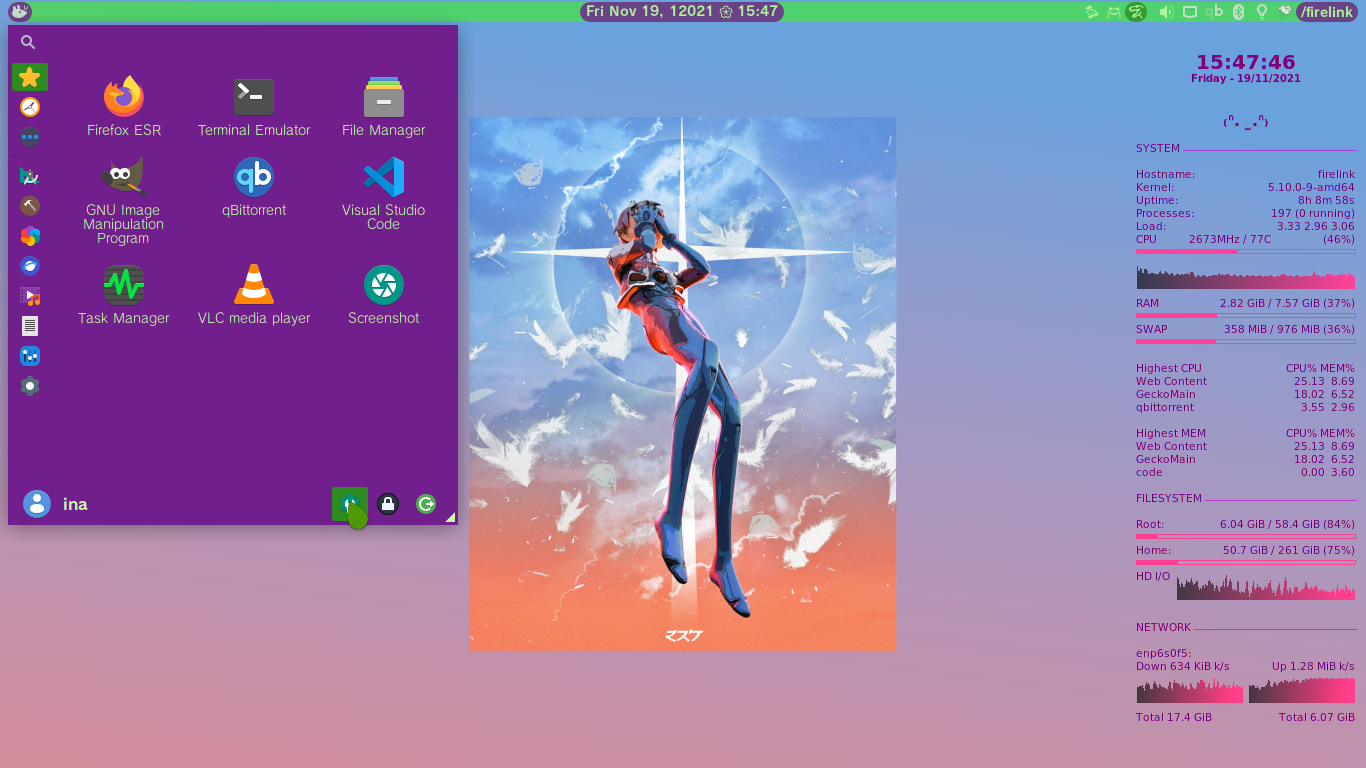 Fri Nov 19, 12021 ֍ 15:47
qb
/firelink
Firefox ESR
Terminal Emulator
File Manager
GNU Image
Manipulation
Program
qb
qBittorrent
Visual Studio
Code
Task Manager
VLC media player
Screenshot
ina
マスケ
15:47:46
Friday - 19/11/2021
SYSTEM
Hostname: firelink
Kernel: 5.10.0-9-amd64
Uptime: 8h 8m 58s
Processes: 197 (0 running)
Load: 3.33 2.96 3.06
CPU 2673MHz / 77C (46%)
RAM 2.82 GiB / 7.57 GiB (37%)
SWAP 358 MiB / 976 MiB (36%)
Highest CPU CPU% MEM%
Web Content 25.13 8.69
GeckoMain 18.02 6.52
qbittorrent 3.55 2.96
Highest MEM CPU% MEM%
Web Content 25.13 8.69
GeckoMain 18.02 6.52
code 0.00 3.60
FILESYSTEM
Root: 6.04 GiB / 58.4 GiB (84%)
Home: 50.7 GiB / 261 GiB (75%)
HD I/O
NETWORK
enp6s0f5:
Down 634 KiB k/s Up 1.28 MiB k/s
Total 17.4 GiB Total 6.07 GiB